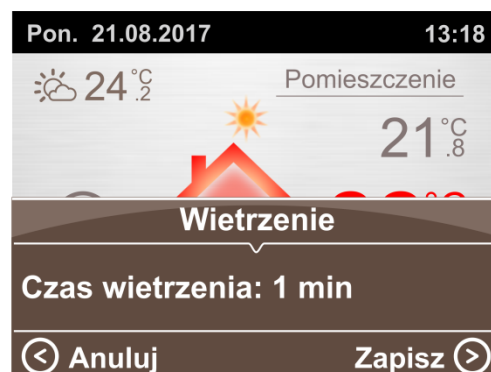 Pon. 21.08.2017 13:18
24.2°C
Pomieszczenie
21.8°C
Wietrzenie
Czas wietrzenia: 1 min
Anuluj Zapisz